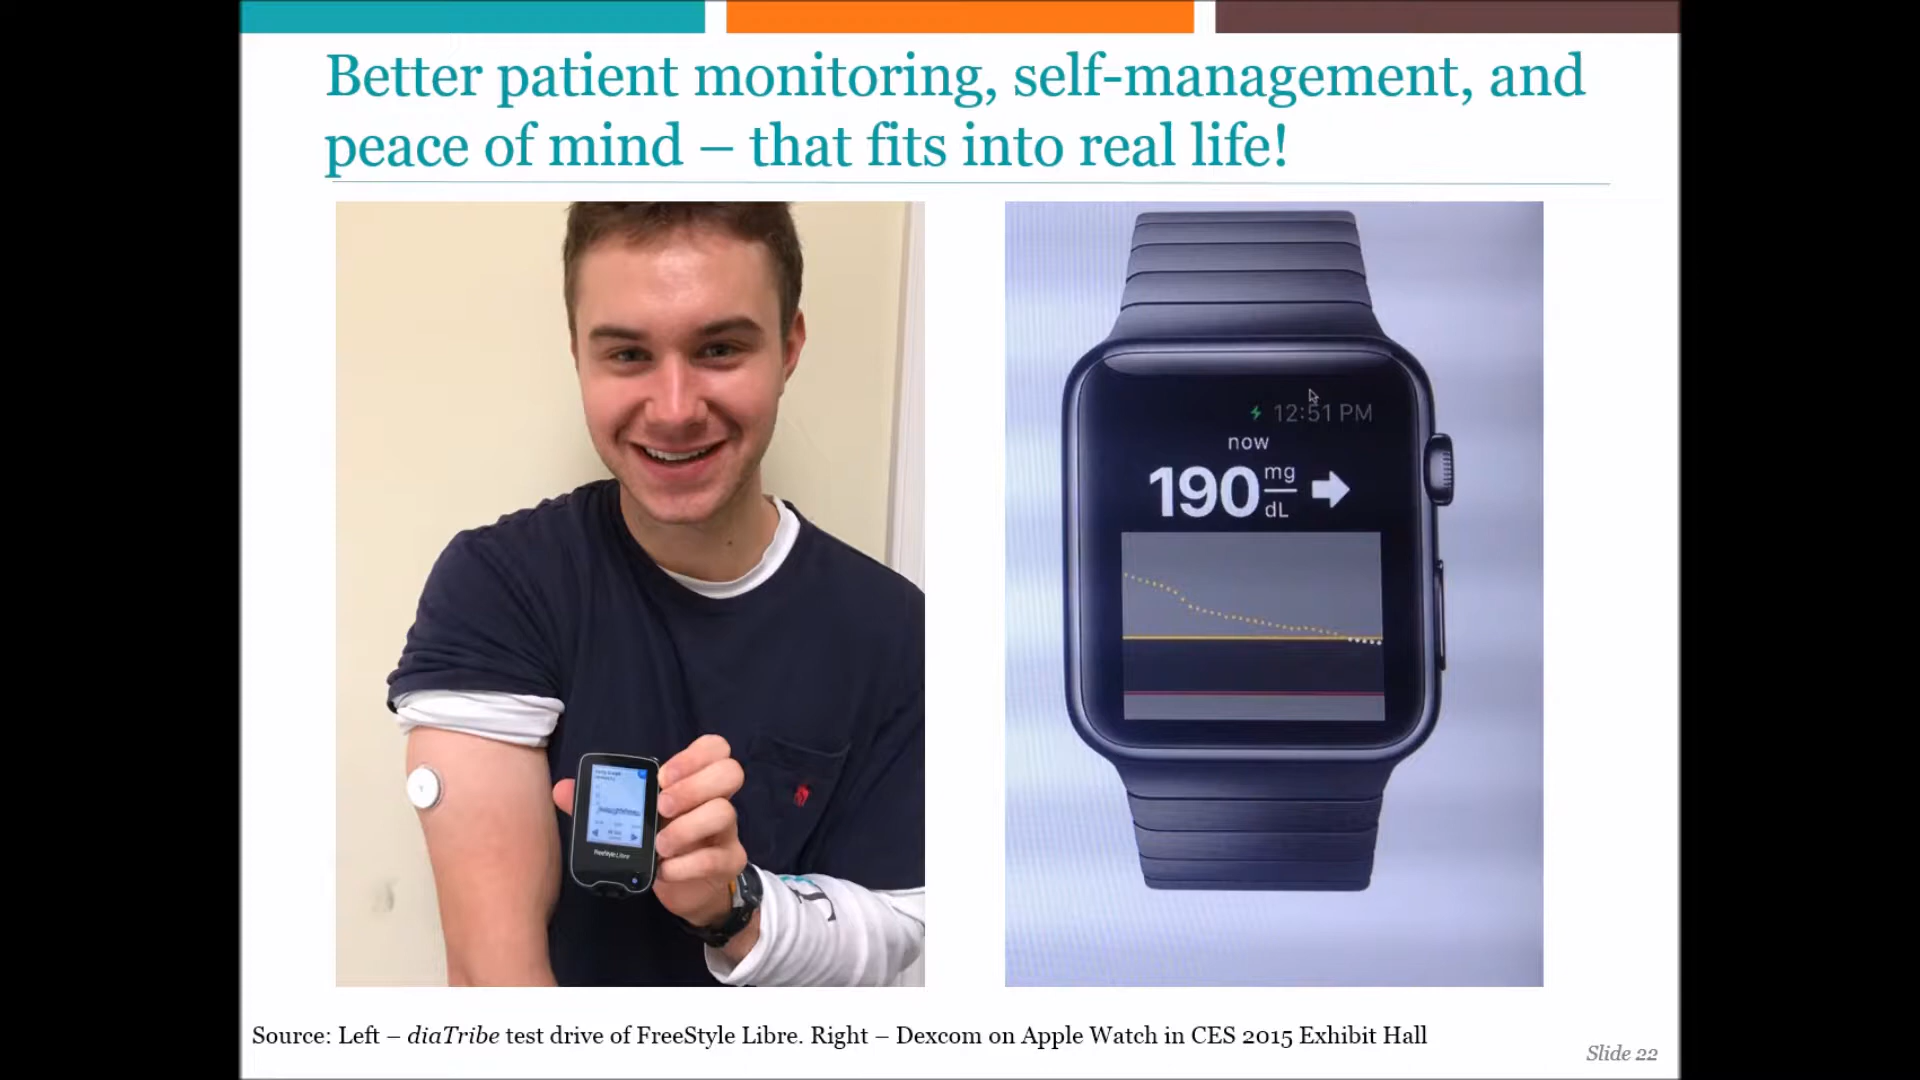 Better patient monitoring, self-management, and
peace of mind – that fits into real life!
12:51 PM
now
190 mg/dL
FreeStyle Libre
Source: Left – diaTribe test drive of FreeStyle Libre. Right – Dexcom on Apple Watch in CES 2015 Exhibit Hall
Slide 22